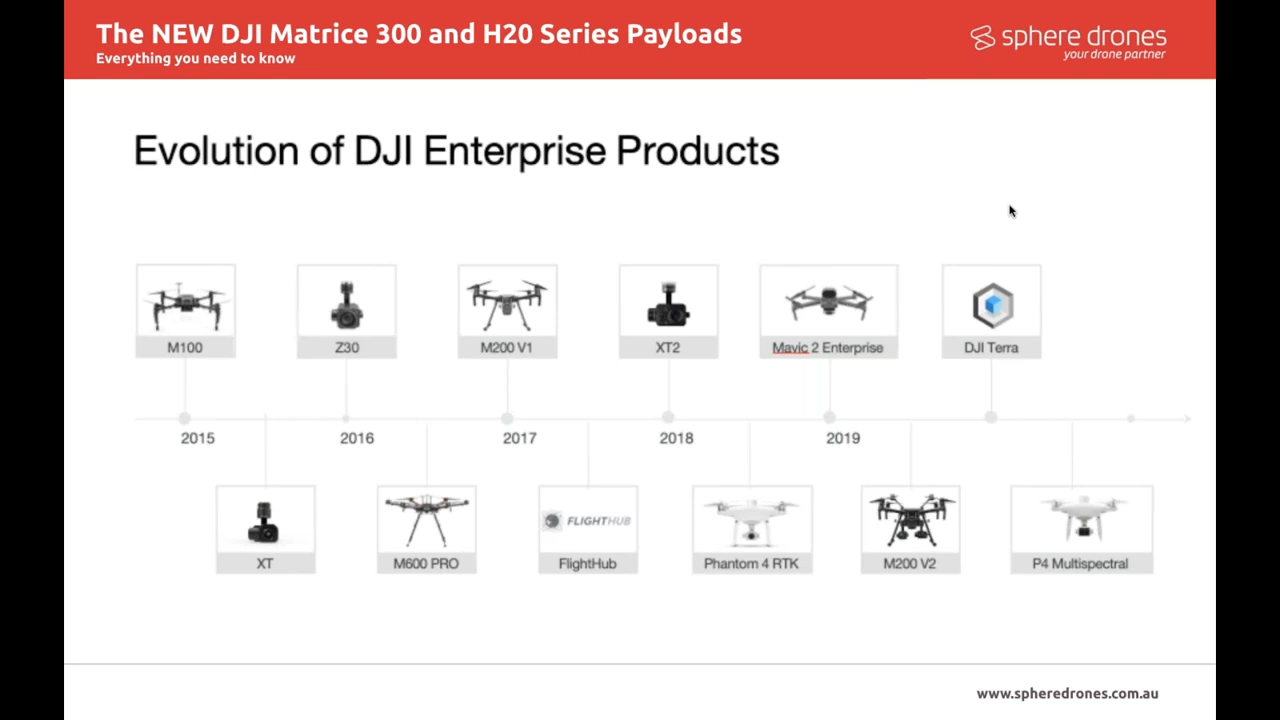 The NEW DJI Matrice 300 and H20 Series Payloads
Everything you need to know
sphere drones
your drone partner
Evolution of DJI Enterprise Products
M100
Z30
M200 V1
XT2
Mavic 2 Enterprise
DJI Terra
2015
2016
2017
2018
2019
XT
M600 PRO
FLIGHTHUB
FlightHub
Phantom 4 RTK
M200 V2
P4 Multispectral
www.spheredrones.com.au